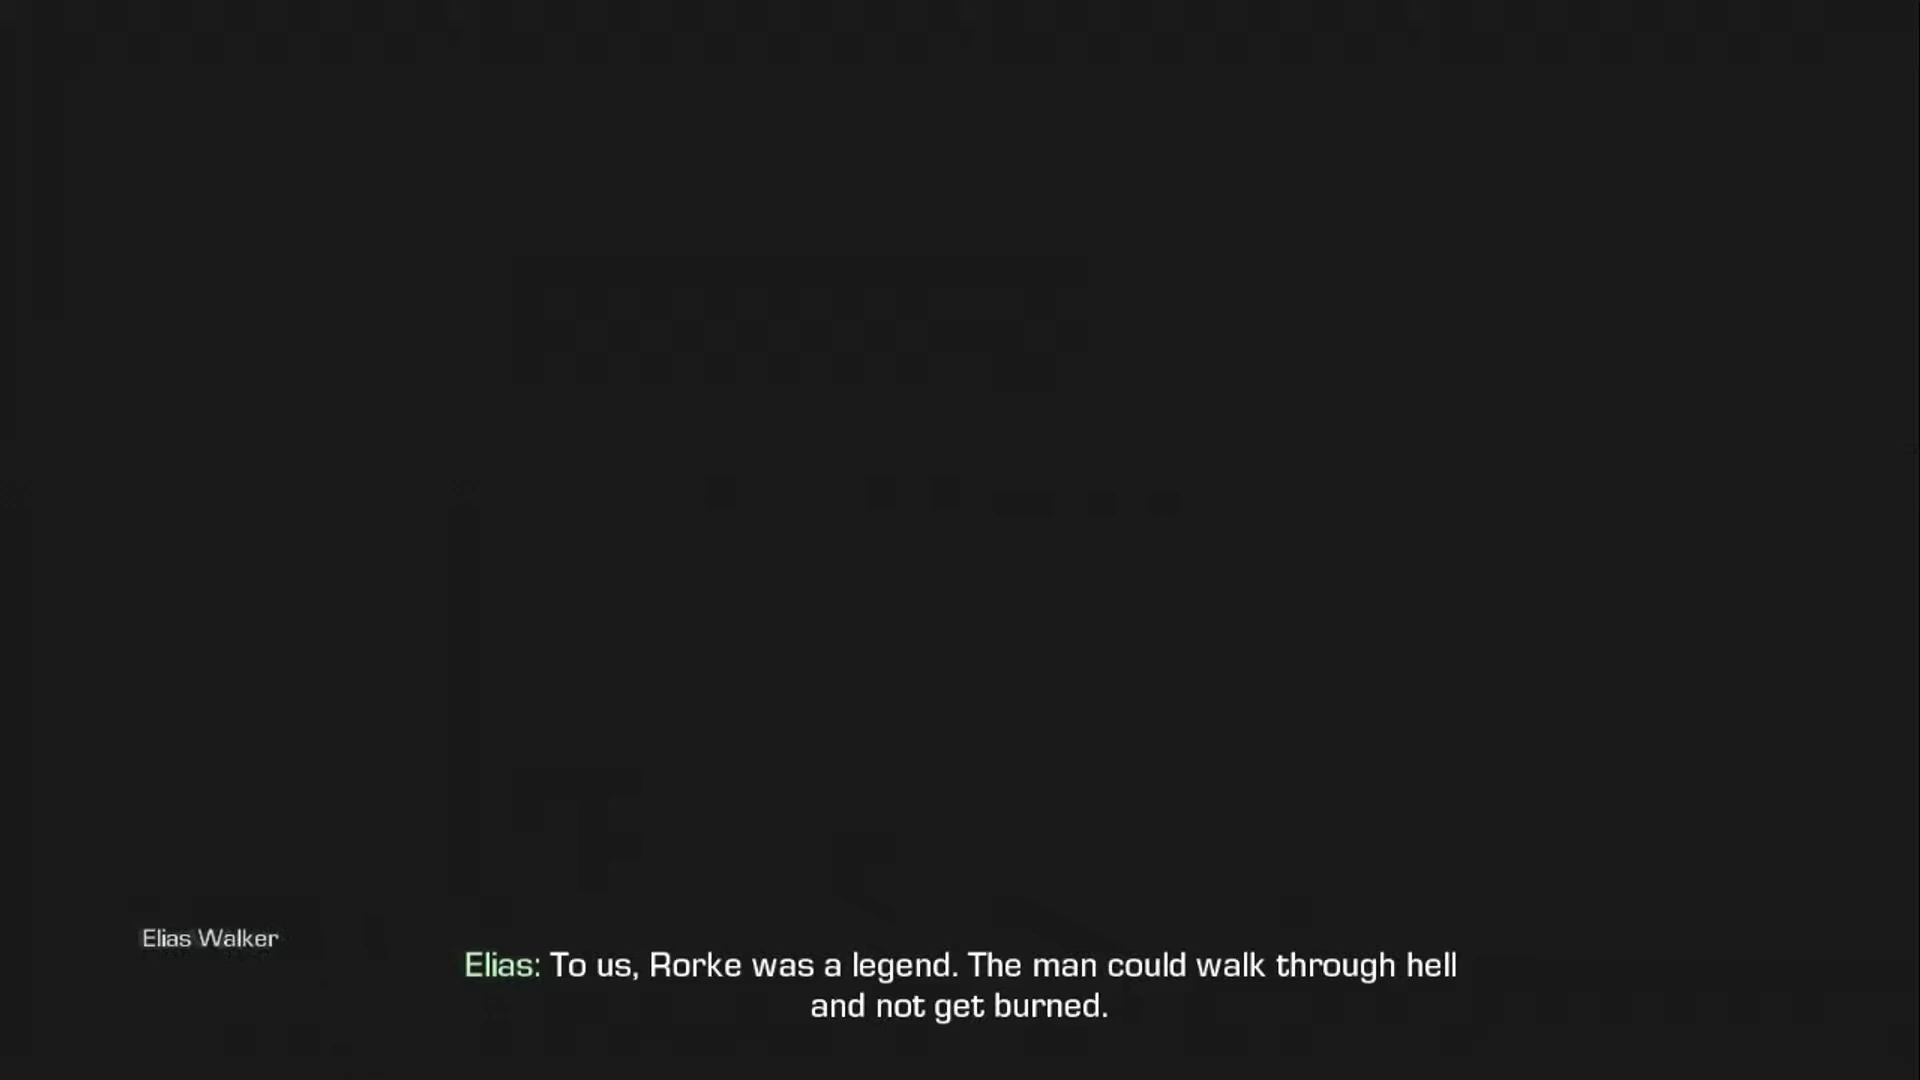 Elias Walker
Elias: To us, Rorke was a legend. The man could walk through hell
and not get burned.